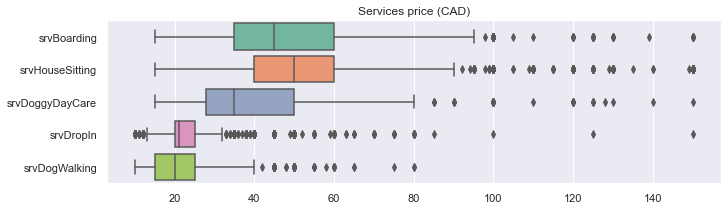 Services price (CAD)
srvBoarding
srvHouseSitting
srvDoggyDayCare
srvDropIn
srvDogWalking
20 40 60 80 100 120 140